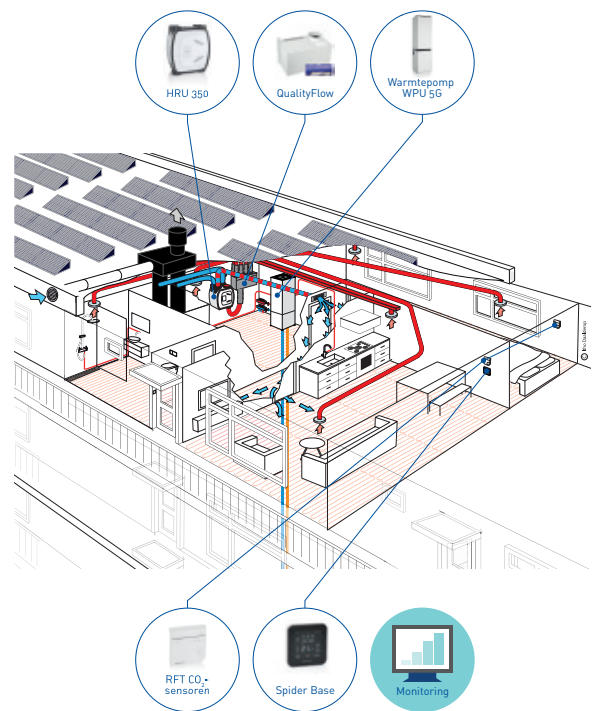 HRU 350
QualityFlow
Warmtepomp
WPU 5G
RFT CO₂-
sensoren
Spider Base
Monitoring